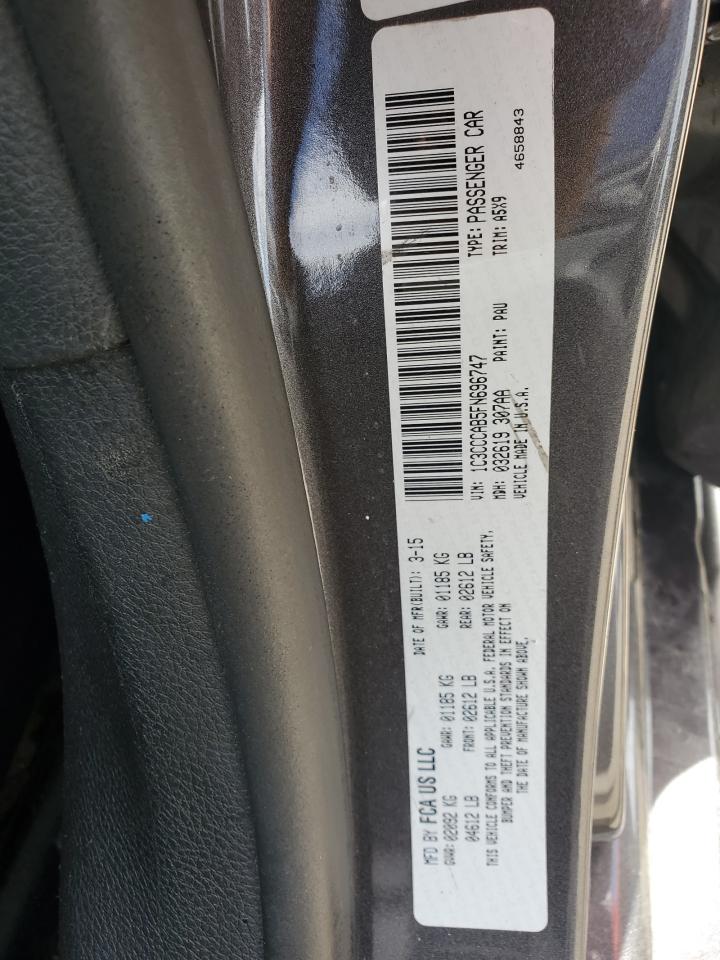 MFD BY FCA US LLC
DATE OF MFR(BUILT): 3-15
GVWR: 02092 KG
GAWR: 01185 KG
GAWR: 01185 KG
04612 LB
FRONT: 02612 LB
REAR: 02612 LB
THIS VEHICLE CONFORMS TO ALL APPLICABLE U.S.A. FEDERAL MOTOR VEHICLE SAFETY,
BUMPER AND THEFT PREVENTION STANDARDS IN EFFECT ON
THE DATE OF MANUFACTURE SHOWN ABOVE.
VIN: 1C3CCCAB5FN696747
TYPE: PASSENGER CAR
MDH: 032619 307AA
PAINT: PAU
TRIM: A5X9
VEHICLE MADE IN U.S.A.
4658843